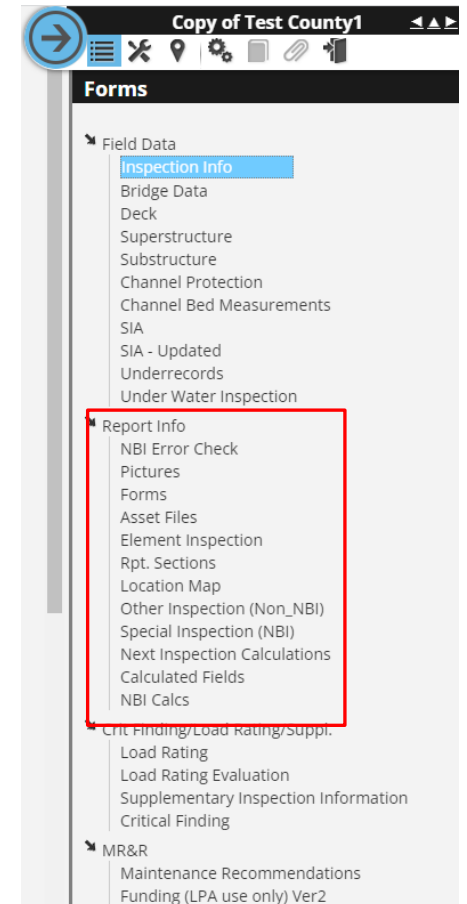 Copy of Test County1
Forms
Field Data
Inspection Info
Bridge Data
Deck
Superstructure
Substructure
Channel Protection
Channel Bed Measurements
SIA
SIA - Updated
Underrecords
Under Water Inspection
Report Info
NBI Error Check
Pictures
Forms
Asset Files
Element Inspection
Rpt. Sections
Location Map
Other Inspection (Non_NBI)
Special Inspection (NBI)
Next Inspection Calculations
Calculated Fields
NBI Calcs
Crit Finding/Load Rating/Suppl.
Load Rating
Load Rating Evaluation
Supplementary Inspection Information
Critical Finding
MR&R
Maintenance Recommendations
Funding (LPA use only) Ver2